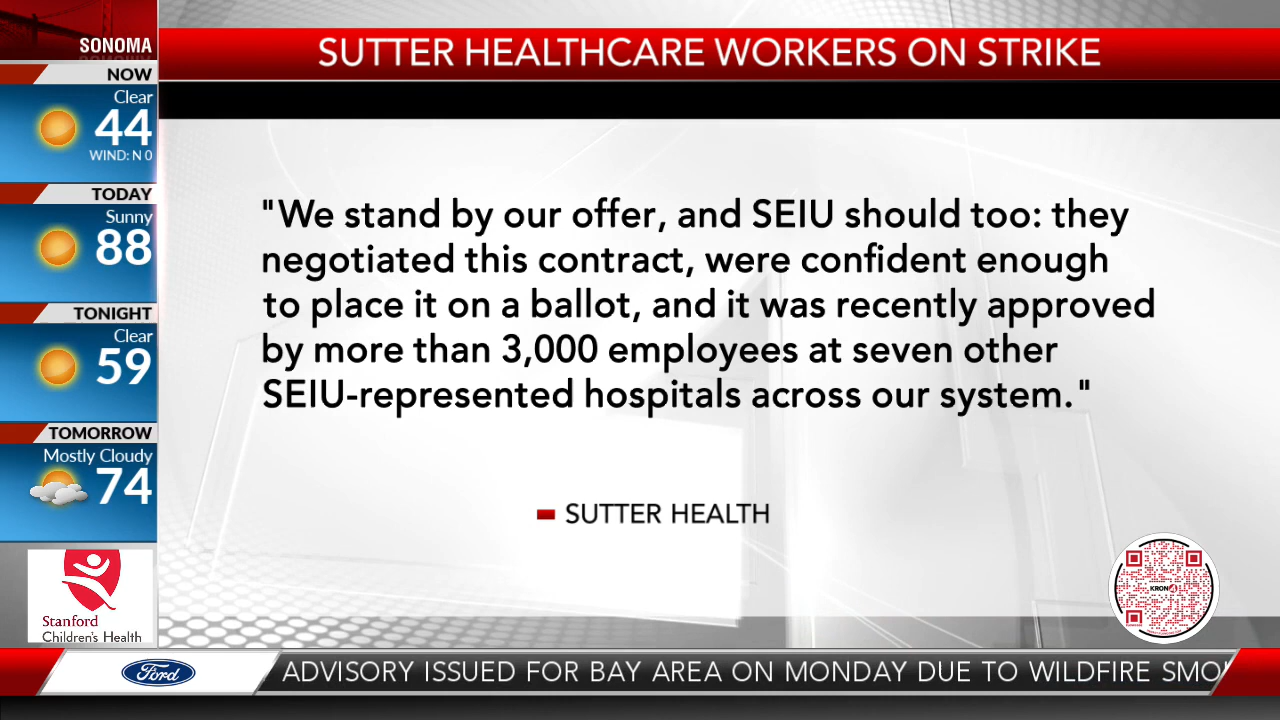 SONOMA
NOW
Clear
44
WIND: N 0
TODAY
Sunny
88
TONIGHT
Clear
59
TOMORROW
Mostly Cloudy
74
Stanford
Children's Health
SUTTER HEALTHCARE WORKERS ON STRIKE
"We stand by our offer, and SEIU should too: they
negotiated this contract, were confident enough
to place it on a ballot, and it was recently approved
by more than 3,000 employees at seven other
SEIU-represented hospitals across our system."
SUTTER HEALTH
KRON4
Ford
ADVISORY ISSUED FOR BAY AREA ON MONDAY DUE TO WILDFIRE SMO